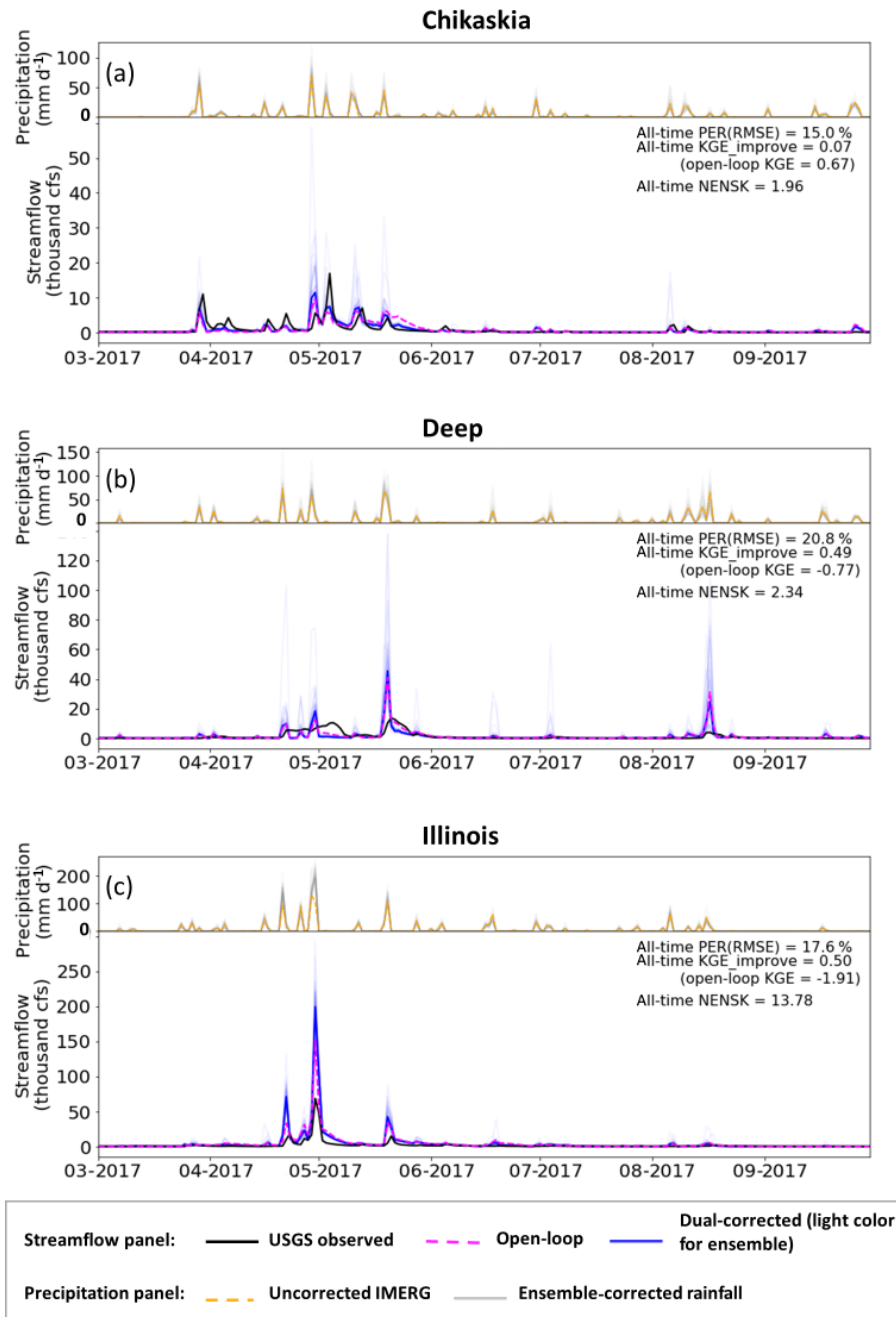 Chikaskia
(a)
Precipitation
(mm d⁻¹)
100
50
0
All-time PER(RMSE) = 15.0 %
All-time KGE_improve = 0.07
(open-loop KGE = 0.67)
All-time NENSK = 1.96
Streamflow
(thousand cfs)
50
40
30
20
10
0
03-2017 04-2017 05-2017 06-2017 07-2017 08-2017 09-2017
Deep
(b)
Precipitation
(mm d⁻¹)
150
100
50
0
All-time PER(RMSE) = 20.8 %
All-time KGE_improve = 0.49
(open-loop KGE = -0.77)
All-time NENSK = 2.34
Streamflow
(thousand cfs)
120
100
80
60
40
20
0
03-2017 04-2017 05-2017 06-2017 07-2017 08-2017 09-2017
Illinois
(c)
Precipitation
(mm d⁻¹)
200
100
0
All-time PER(RMSE) = 17.6 %
All-time KGE_improve = 0.50
(open-loop KGE = -1.91)
All-time NENSK = 13.78
Streamflow
(thousand cfs)
250
200
150
100
50
0
03-2017 04-2017 05-2017 06-2017 07-2017 08-2017 09-2017
Streamflow panel: USGS observed Open-loop Dual-corrected (light color
for ensemble)
Precipitation panel: Uncorrected IMERG Ensemble-corrected rainfall